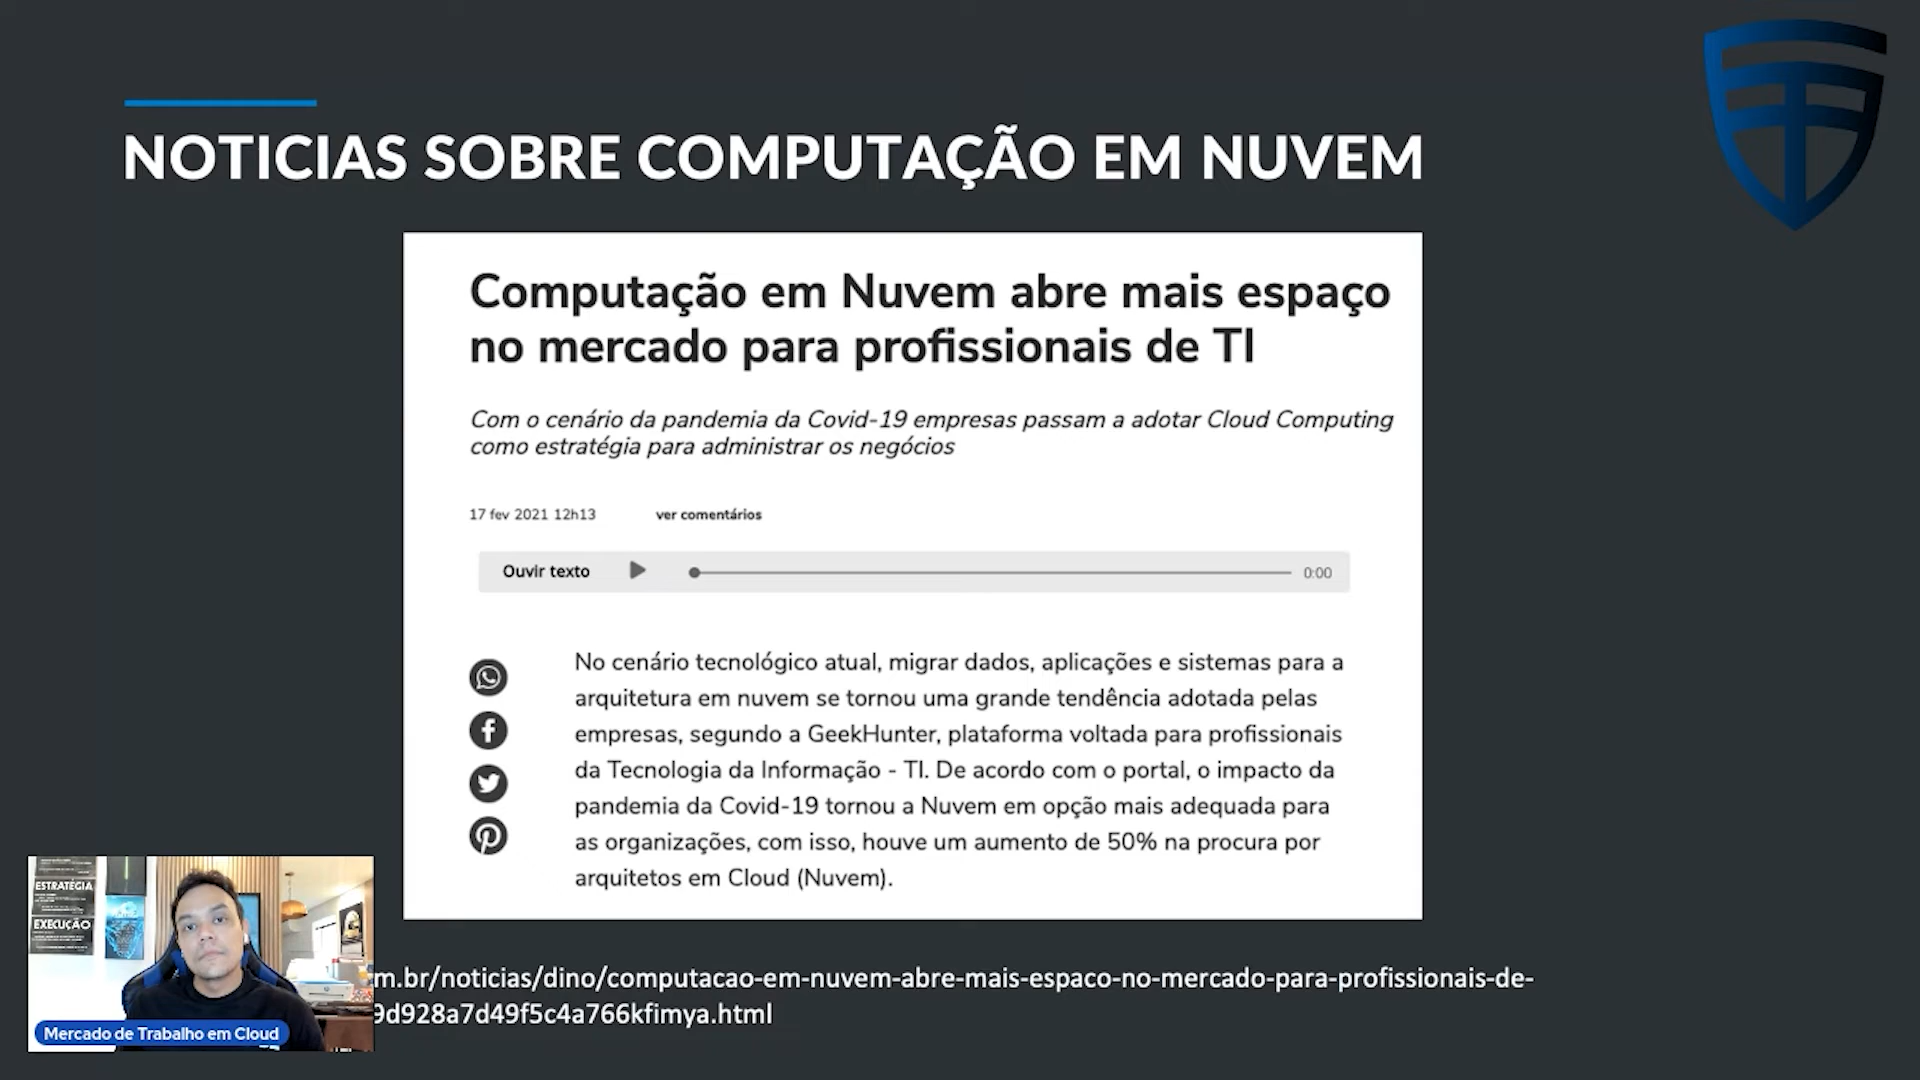 NOTICIAS SOBRE COMPUTAÇÃO EM NUVEM
Computação em Nuvem abre mais espaço
no mercado para profissionais de TI
Com o cenário da pandemia da Covid-19 empresas passam a adotar Cloud Computing
como estratégia para administrar os negócios
17 fev 2021 12h13 ver comentários
Ouvir texto 0:00
No cenário tecnológico atual, migrar dados, aplicações e sistemas para a
arquitetura em nuvem se tornou uma grande tendência adotada pelas
empresas, segundo a GeekHunter, plataforma voltada para profissionais
da Tecnologia da Informação - TI. De acordo com o portal, o impacto da
pandemia da Covid-19 tornou a Nuvem em opção mais adequada para
as organizações, com isso, houve um aumento de 50% na procura por
arquitetos em Cloud (Nuvem).
m.br/noticias/dino/computacao-em-nuvem-abre-mais-espaco-no-mercado-para-profissionais-de-
9d928a7d49f5c4a766kfimya.html
ESTRATÉGIA
EXECUÇÃO
Mercado de Trabalho em Cloud